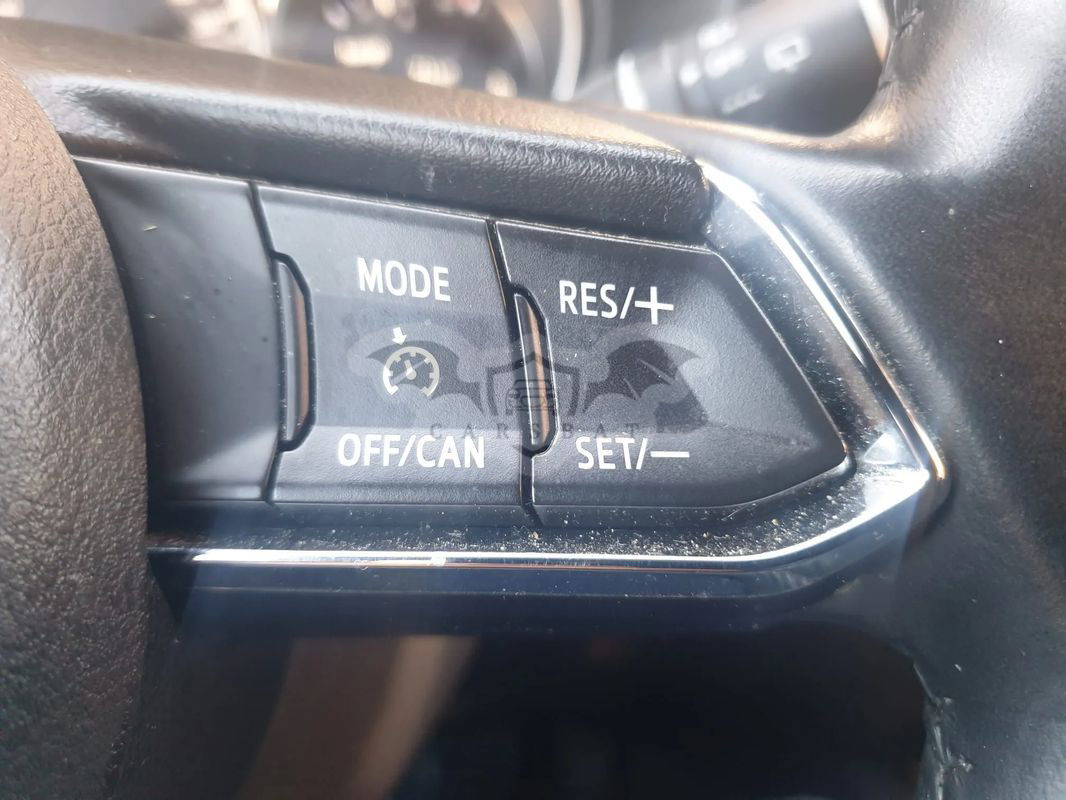 MODE
RES/+
OFF/CAN
SET/—
CARSBAT